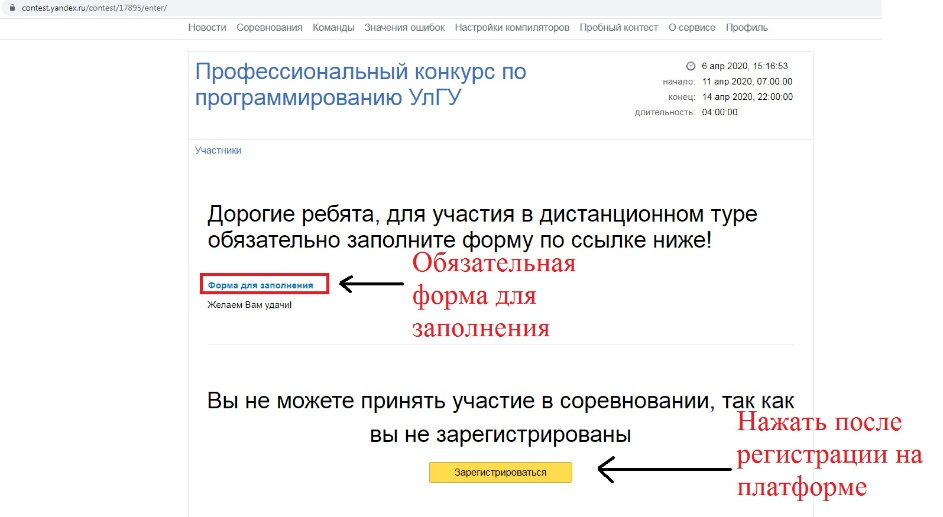 contest.yandex.ru/contest/17895/enter/
Новости Соревнования Команды Значения ошибок Настройки компиляторов Пробный контест О сервисе Профиль
Профессиональный конкурс по
программированию УлГУ
6 апр 2020, 15:16:53
начало: 11 апр 2020, 07:00:00
конец: 14 апр 2020, 22:00:00
длительность: 04:00:00
Участники
Дорогие ребята, для участия в дистанционном туре
обязательно заполните форму по ссылке ниже!
Форма для заполнения
Желаем Вам удачи!
Обязательная
форма для
заполнения
Вы не можете принять участие в соревновании, так как
вы не зарегистрированы
Зарегистрироваться
Нажать после
регистрации на
платформе